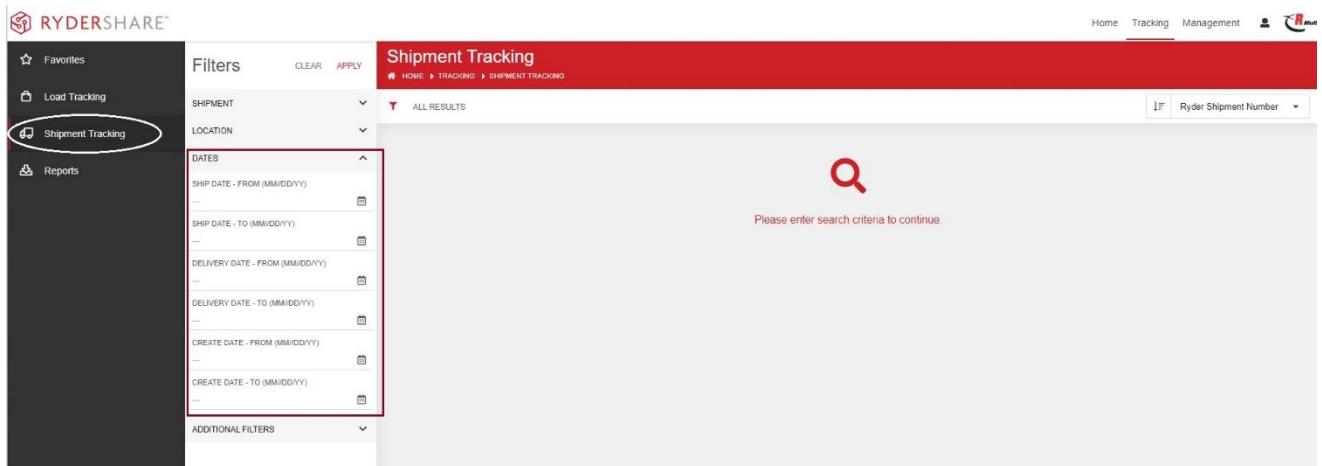 RYDERSHARE™
Home Tracking Management
Favorites
Load Tracking
Shipment Tracking
Reports
Filters CLEAR APPLY
SHIPMENT
LOCATION
DATES
SHIP DATE - FROM (MM/DD/YY)
---
SHIP DATE - TO (MM/DD/YY)
---
DELIVERY DATE - FROM (MM/DD/YY)
---
DELIVERY DATE - TO (MM/DD/YY)
---
CREATE DATE - FROM (MM/DD/YY)
---
CREATE DATE - TO (MM/DD/YY)
---
ADDITIONAL FILTERS
Shipment Tracking
HOME TRACKING SHIPMENT TRACKING
ALL RESULTS
Ryder Shipment Number
Please enter search criteria to continue.